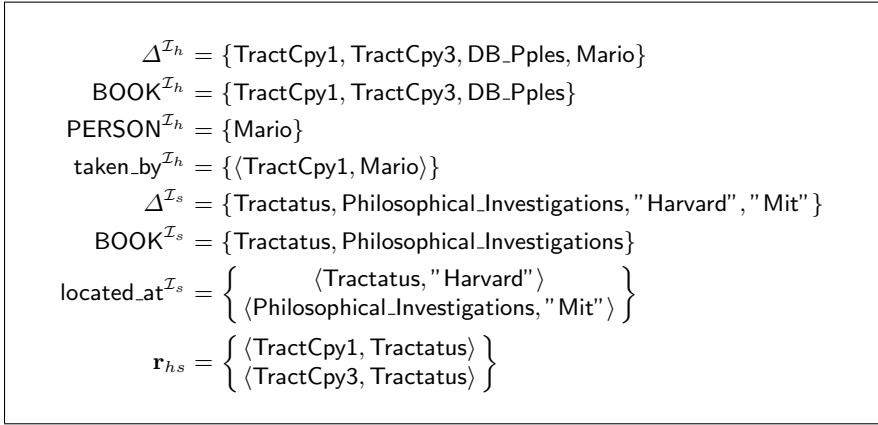 Δ^{I_h} = {TractCpy1, TractCpy3, DB_Pples, Mario}
BOOK^{I_h} = {TractCpy1, TractCpy3, DB_Pples}
PERSON^{I_h} = {Mario}
taken_by^{I_h} = {⟨TractCpy1, Mario⟩}
Δ^{I_s} = {Tractatus, Philosophical_Investigations, "Harvard", "Mit"}
BOOK^{I_s} = {Tractatus, Philosophical_Investigations}
located_at^{I_s} = { ⟨Tractatus, "Harvard"⟩
⟨Philosophical_Investigations, "Mit"⟩ }
r_{hs} = { ⟨TractCpy1, Tractatus⟩
⟨TractCpy3, Tractatus⟩ }